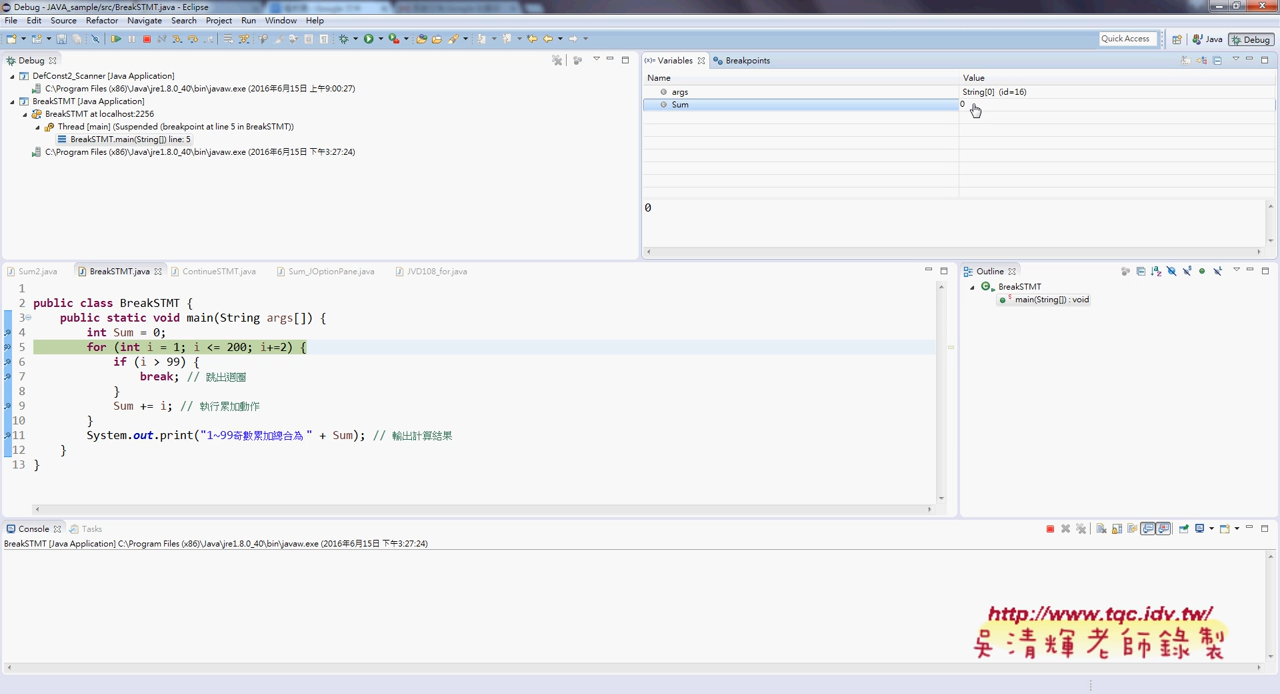 Debug - JAVA_sample/src/BreakSTMT.java - Eclipse
File Edit Source Refactor Navigate Search Project Run Window Help
Quick Access Java Debug
Debug
DefConst2_Scanner [Java Application]
C:\Program Files (x86)\Java\jre1.8.0_40\bin\javaw.exe (2016年6月15日 上午9:00:27)
BreakSTMT [Java Application]
BreakSTMT at localhost:2256
Thread [main] (Suspended (breakpoint at line 5 in BreakSTMT))
BreakSTMT.main(String[]) line: 5
C:\Program Files (x86)\Java\jre1.8.0_40\bin\javaw.exe (2016年6月15日 下午3:27:24)
(x)= Variables Breakpoints
Name Value
args String[0] (id=16)
Sum 0
0
Sum2.java BreakSTMT.java ContinueSTMT.java Sum_JOptionPane.java JVD108_for.java
1
2 public class BreakSTMT {
3 public static void main(String args[]) {
4 int Sum = 0;
5 for (int i = 1; i <= 200; i+=2) {
6 if (i > 99) {
7 break; // 跳出迴圈
8 }
9 Sum += i; // 執行累加動作
10 }
11 System.out.print("1~99奇數累加總合為 " + Sum); // 輸出計算結果
12 }
13 }
Outline
BreakSTMT
main(String[]) : void
Console Tasks
BreakSTMT [Java Application] C:\Program Files (x86)\Java\jre1.8.0_40\bin\javaw.exe (2016年6月15日 下午3:27:24)
http://www.tqc.idv.tw/
吳清輝老師錄製